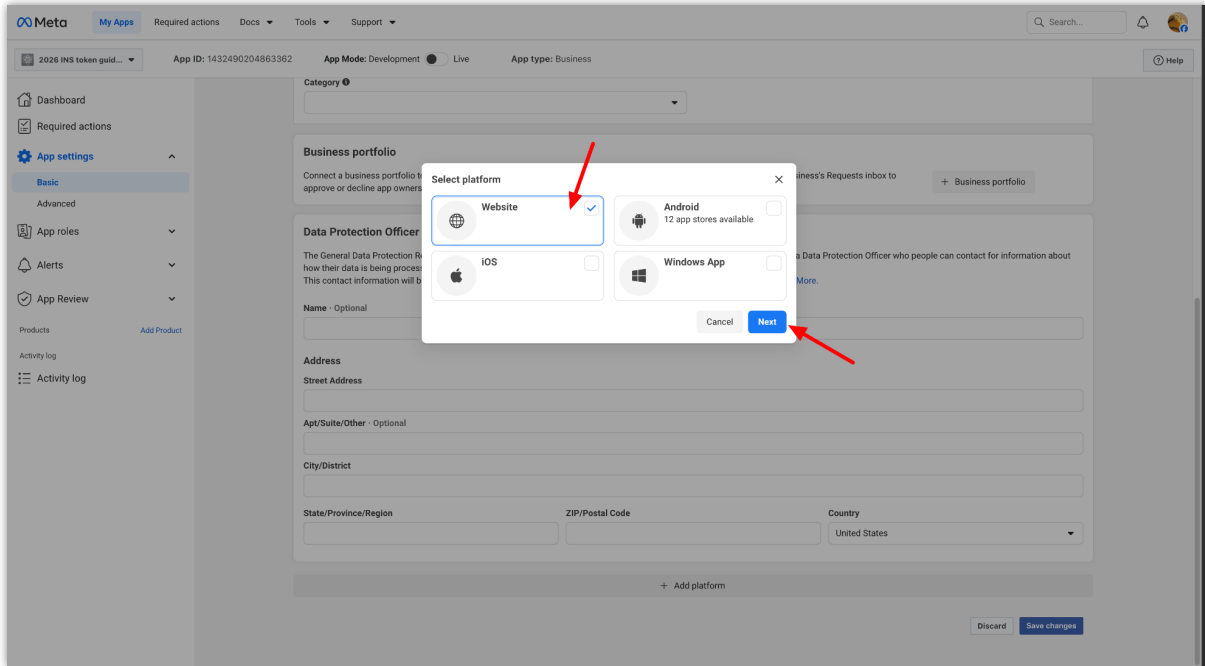 Meta
My Apps
Required actions
Docs
Tools
Support
Search...
2026 INS token guid...
App ID: 1432490204863362
App Mode: Development
Live
App type: Business
Help
Dashboard
Required actions
App settings
Basic
Advanced
App roles
Alerts
App Review
Products
Add Product
Activity log
Activity log
Category
Business portfolio
Connect a business portfolio t
siness's Requests inbox to
approve or decline app owners
+ Business portfolio
Select platform
Website
Android
12 app stores available
iOS
Windows App
Cancel
Next
Data Protection Officer
The General Data Protection R
a Data Protection Officer who people can contact for information about
how their data is being process
This contact information will b
More.
Name · Optional
Address
Street Address
Apt/Suite/Other · Optional
City/District
State/Province/Region
ZIP/Postal Code
Country
United States
+ Add platform
Discard
Save changes